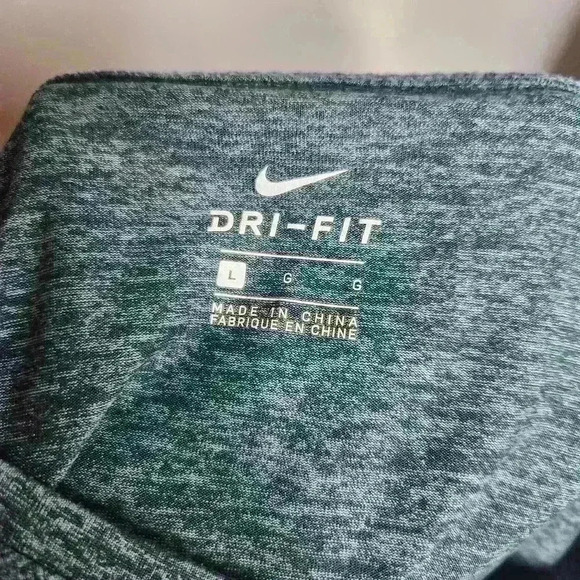 DRI-FIT
L G G
MADE IN CHINA
FABRIQUE EN CHINE